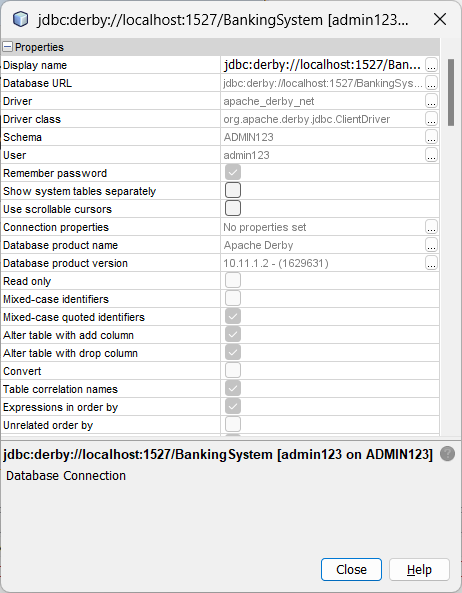 jdbc:derby://localhost:1527/BankingSystem [admin123...
Properties
Display name jdbc:derby://localhost:1527/Ban... ...
Database URL jdbc:derby://localhost:1527/BankingSys... ...
Driver apache_derby_net ...
Driver class org.apache.derby.jdbc.ClientDriver ...
Schema ADMIN123 ...
User admin123 ...
Remember password
Show system tables separately
Use scrollable cursors
Connection properties No properties set ...
Database product name Apache Derby ...
Database product version 10.11.1.2 - (1629631) ...
Read only
Mixed-case identifiers
Mixed-case quoted identifiers
Alter table with add column
Alter table with drop column
Convert
Table correlation names
Expressions in order by
Unrelated order by
jdbc:derby://localhost:1527/BankingSystem [admin123 on ADMIN123] ?
Database Connection
Close Help